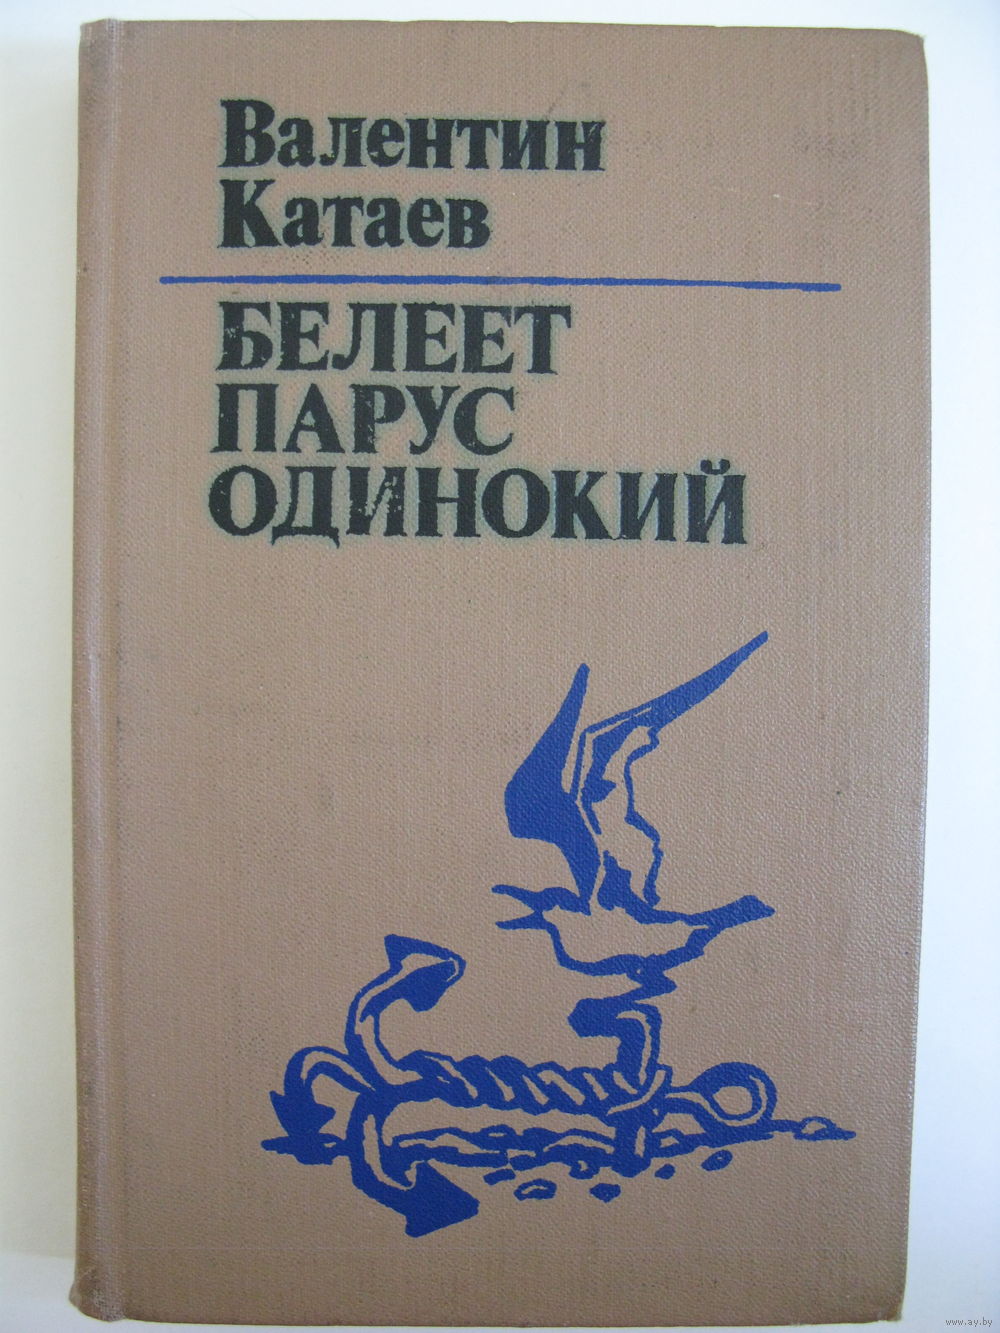 Валентин
Катаев
БЕЛЕЕТ
ПАРУС
ОДИНОКИЙ
www.ay.by